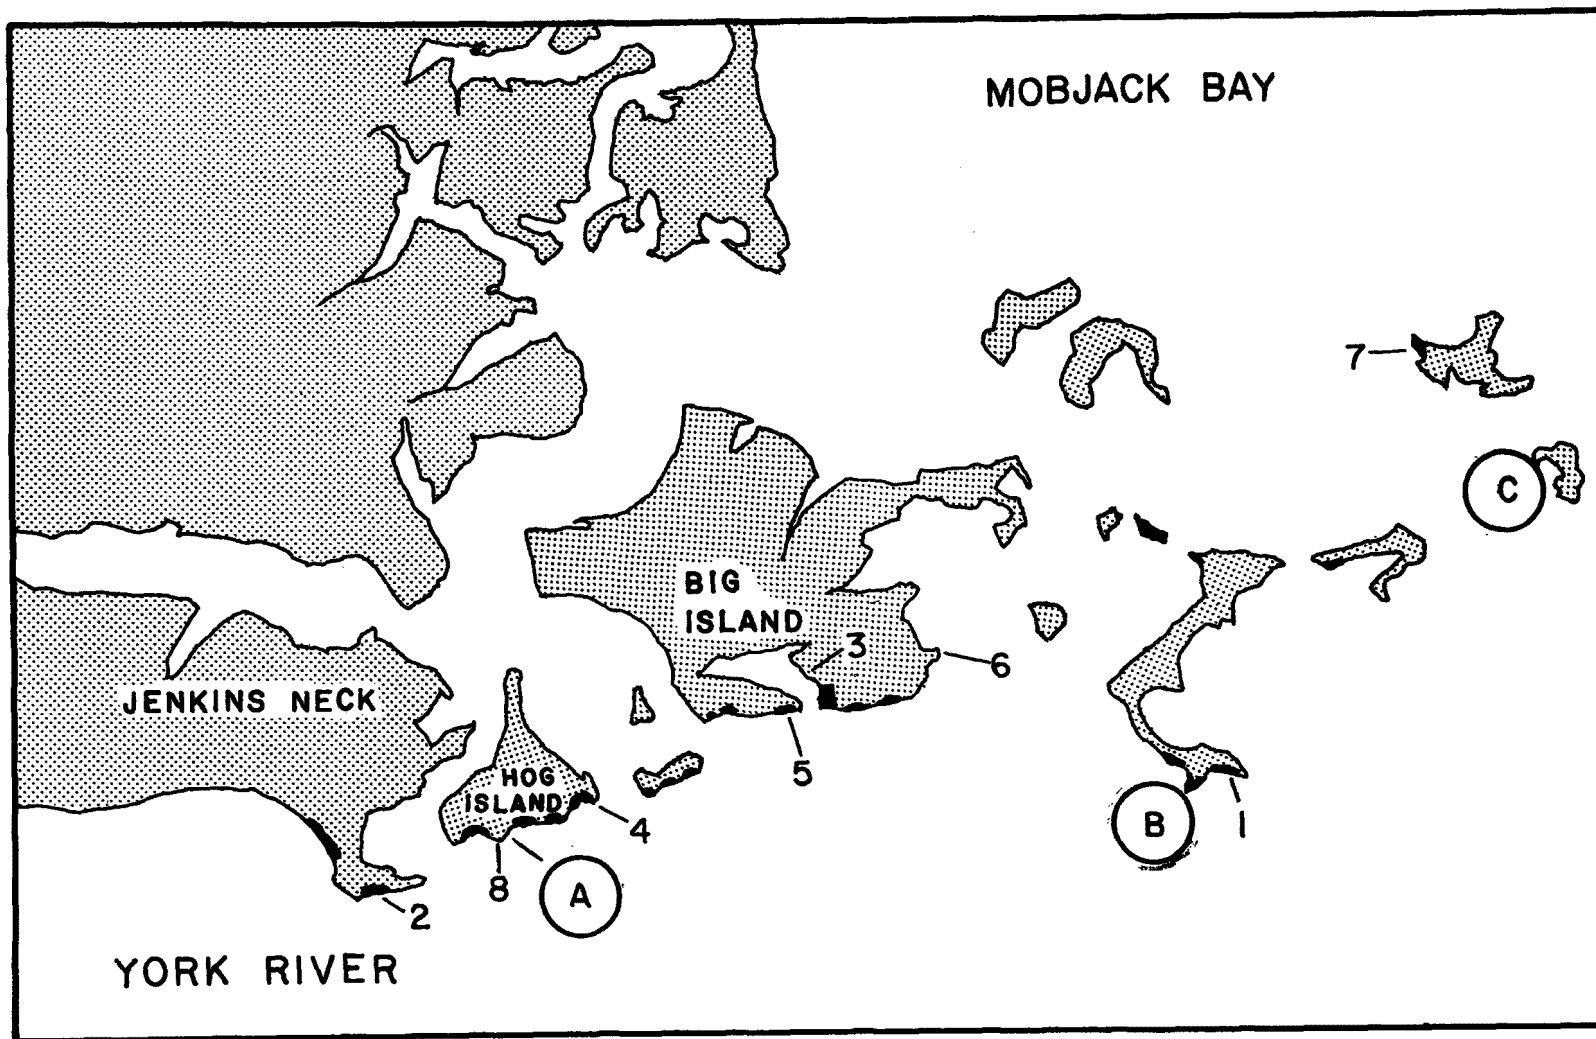 MOBJACK BAY
7
C
BIG
ISLAND
3
6
JENKINS NECK
5
HOG
ISLAND
4
B
1
8
A
2
YORK RIVER